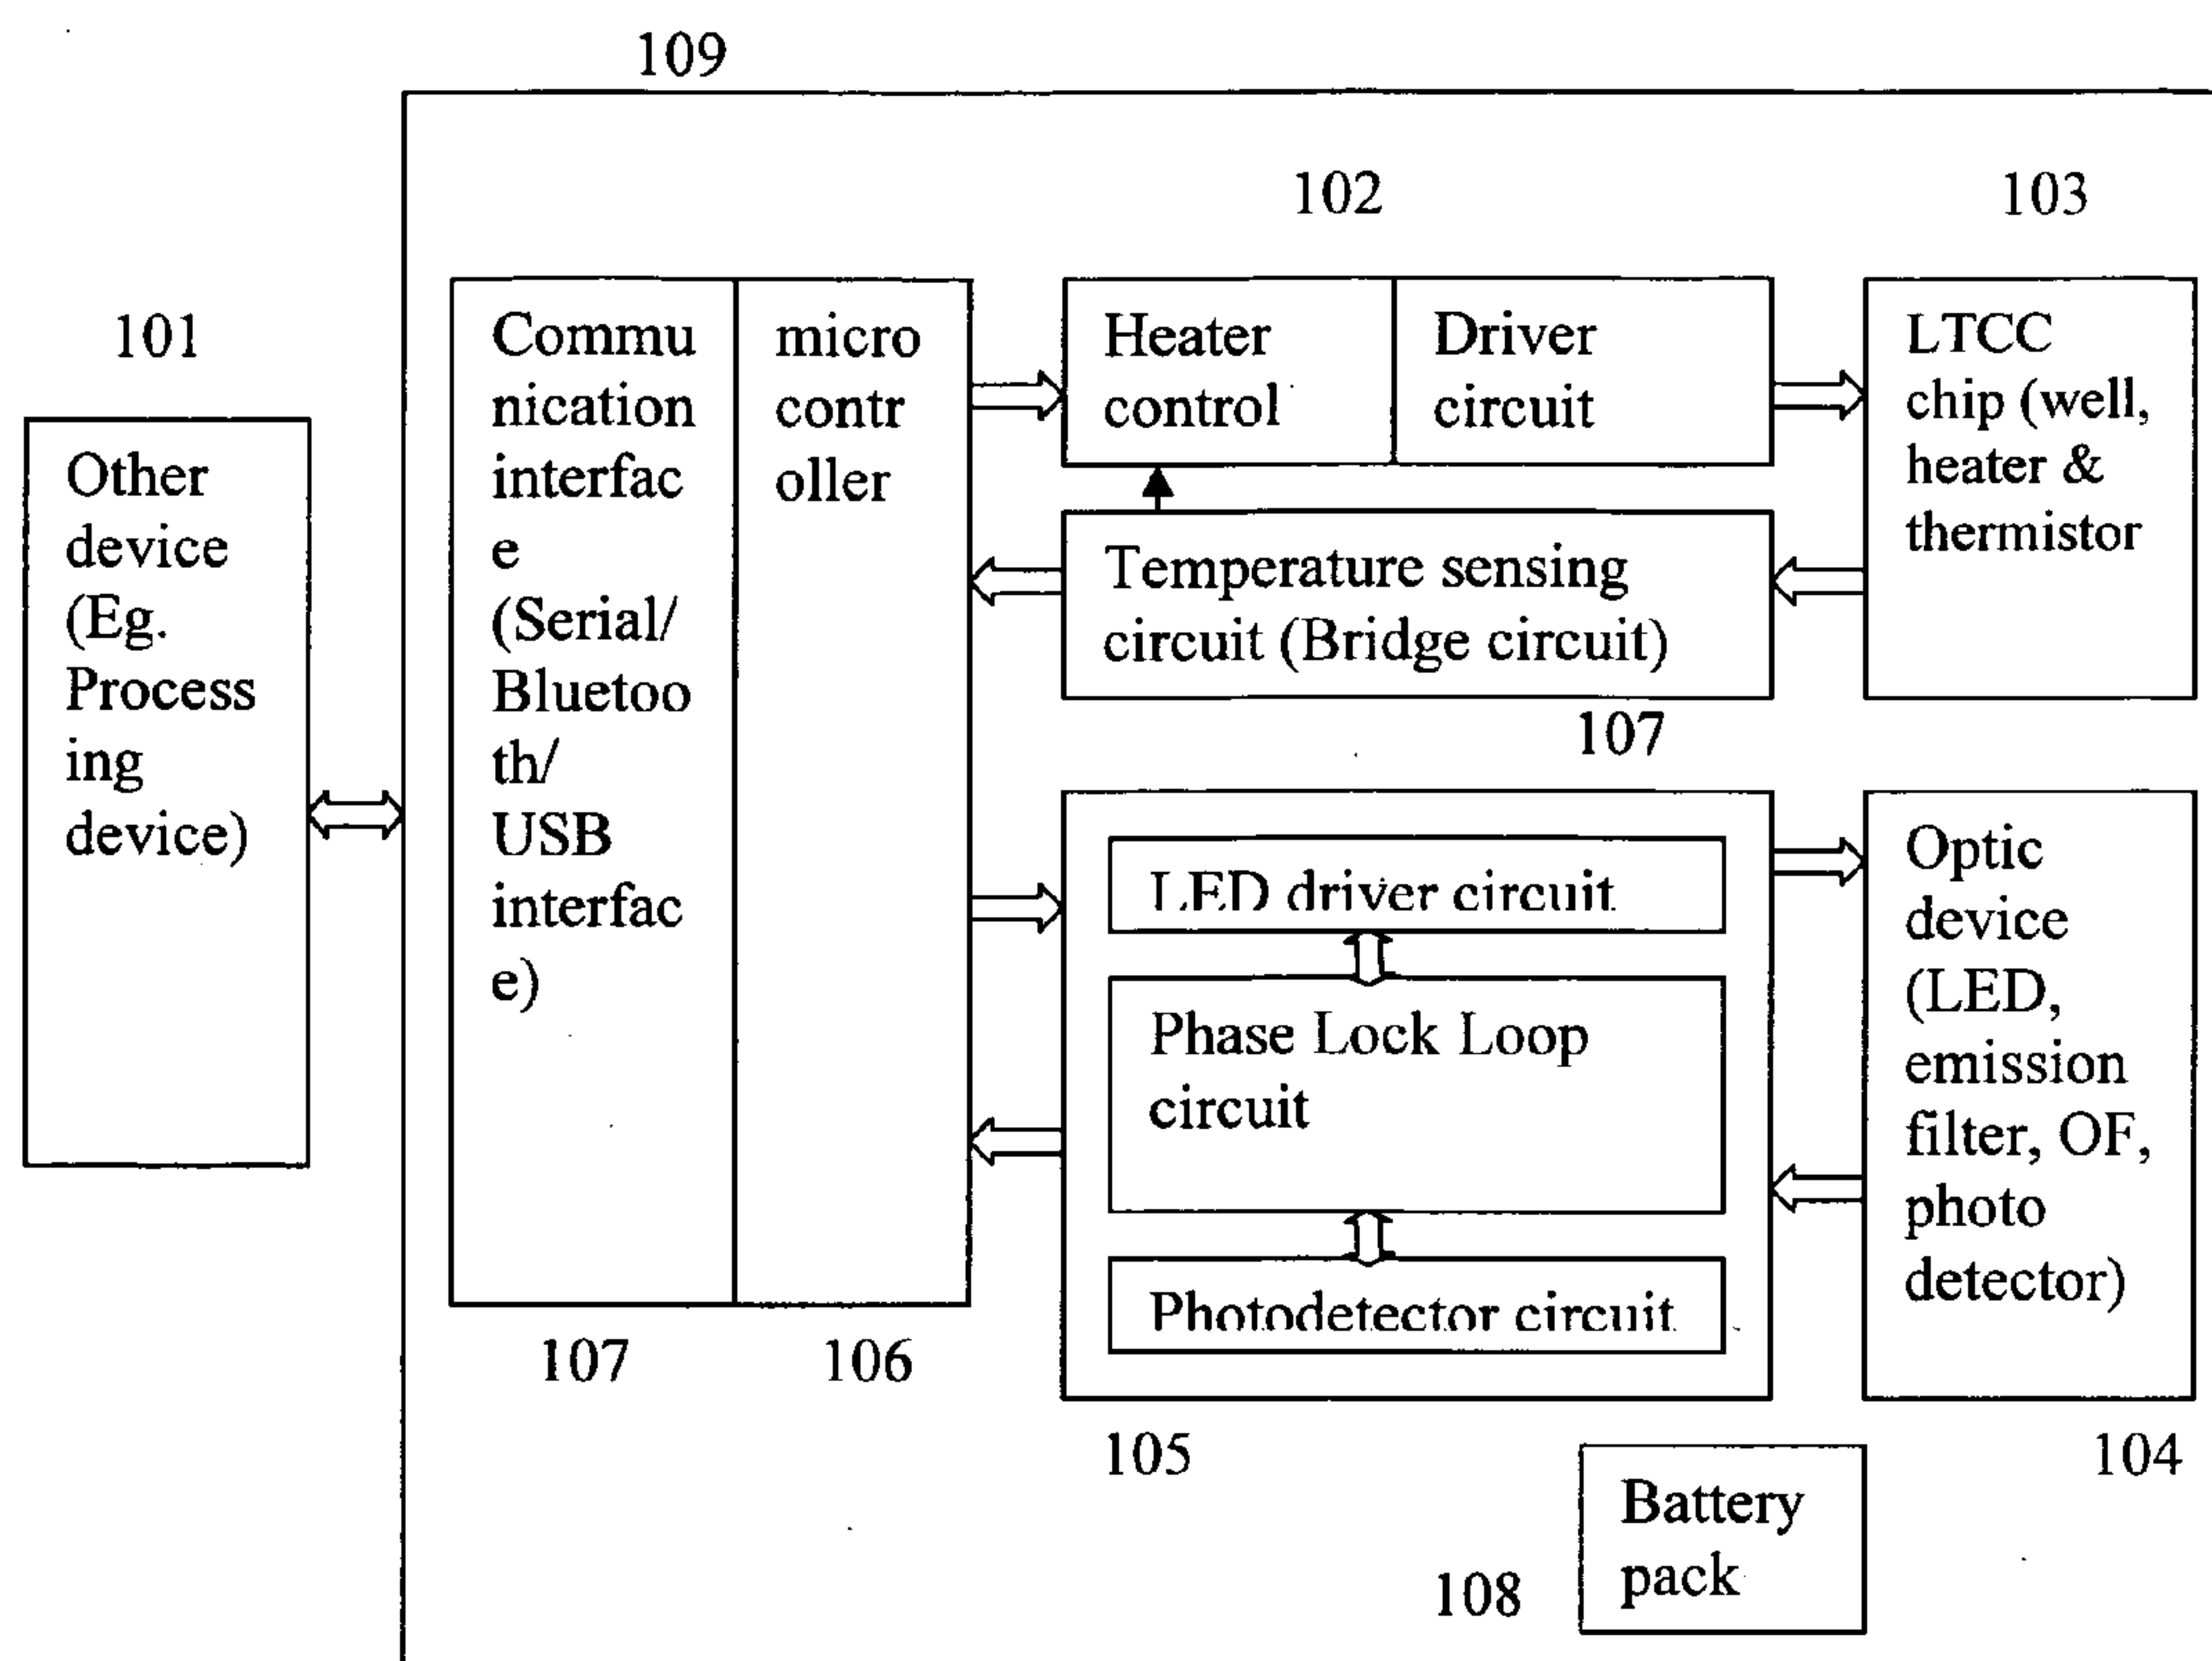 109
102
103
101
Other
device
(Eg.
Process
ing
device)
Commu
nication
interfac
e
(Serial/
Bluetoo
th/
USB
interfac
e)
micro
contr
oller
Heater
control
Driver
circuit
LTCC
chip (well,
heater &
thermistor
Temperature sensing
circuit (Bridge circuit)
107
LED driver circuit
Phase Lock Loop
circuit
Photodetector circuit
Optic
device
(LED,
emission
filter, OF,
photo
detector)
107
106
105
104
Battery
pack
108